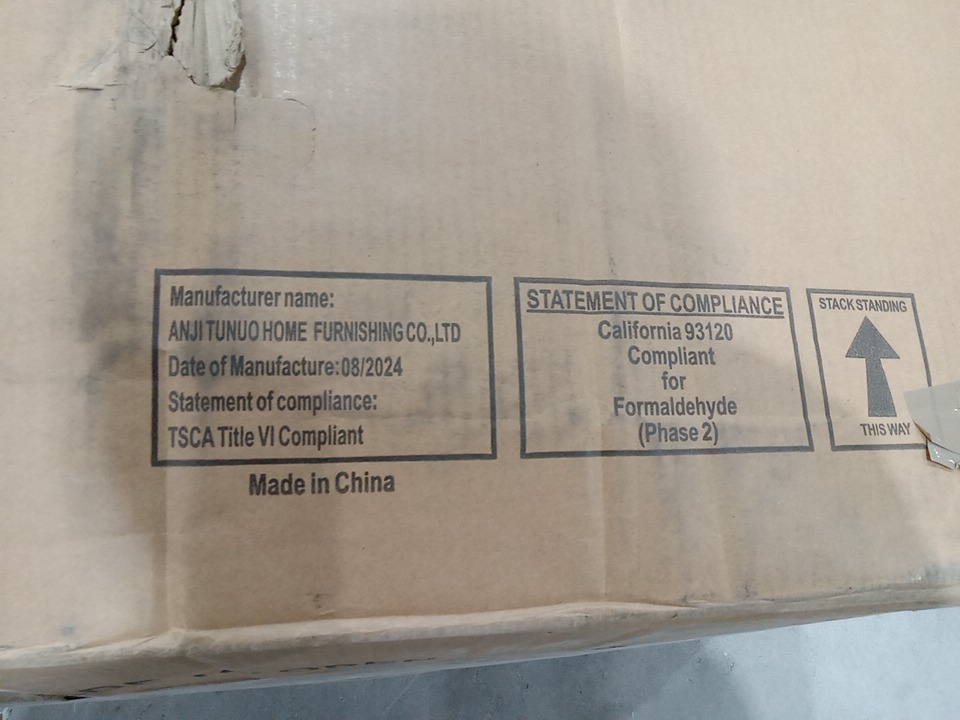 Manufacturer name:
ANJI TUNUO HOME FURNISHING CO.,LTD
Date of Manufacture:08/2024
Statement of compliance:
TSCA Title VI Compliant
Made in China
STATEMENT OF COMPLIANCE
California 93120
Compliant
for
Formaldehyde
(Phase 2)
STACK STANDING
THIS WAY